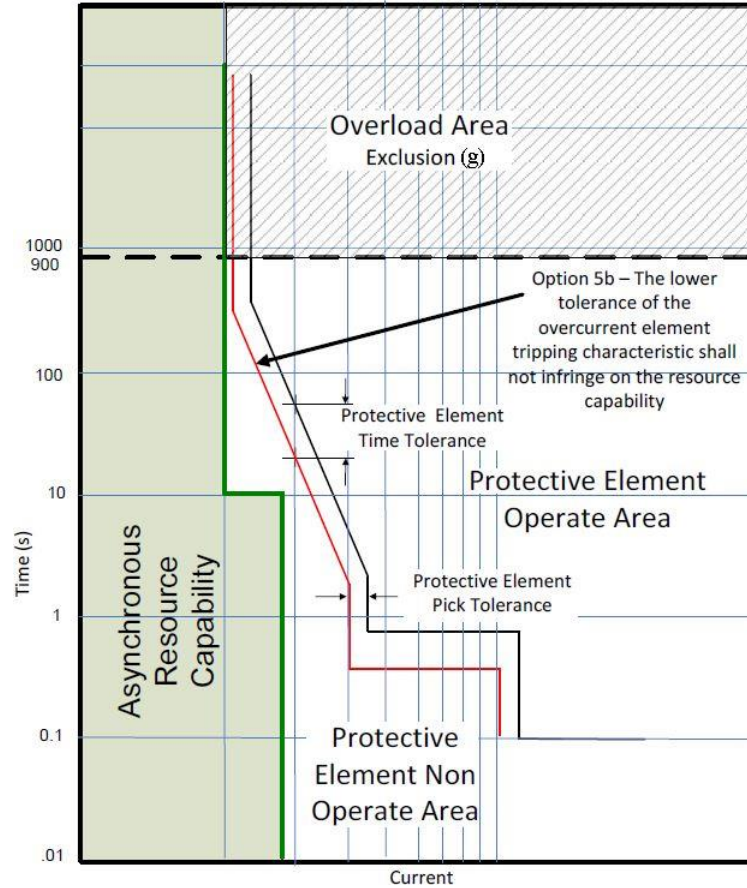 Overload Area
Exclusion (g)
1000
900
Option 5b – The lower
tolerance of the
overcurrent element
tripping characteristic shall
not infringe on the resource
capability
100
Protective Element
Time Tolerance
Protective Element
Operate Area
10
Time (s)
Asynchronous
Resource
Capability
Protective Element
Pick Tolerance
1
0.1
Protective
Element Non
Operate Area
.01
Current